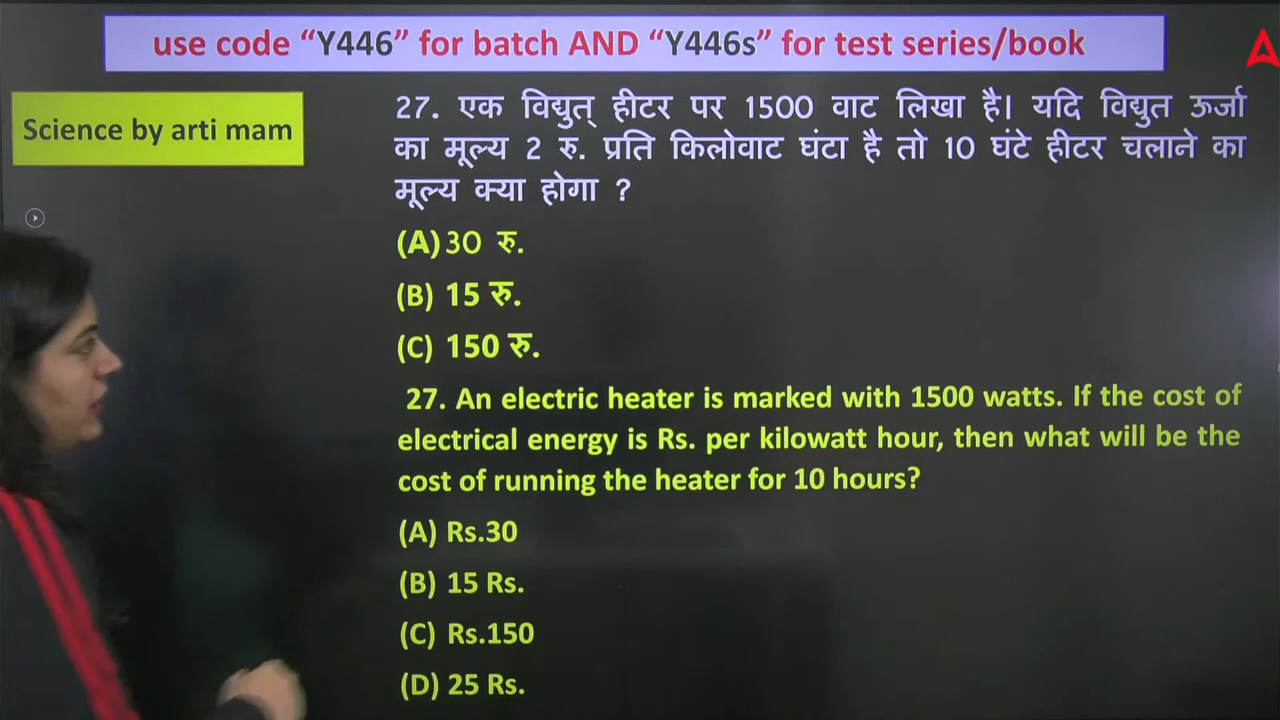 use code “Y446” for batch AND “Y446s” for test series/book
Science by arti mam
27. एक विद्युत् हीटर पर 1500 वाट लिखा है। यदि विद्युत ऊर्जा
का मूल्य 2 रु. प्रति किलोवाट घंटा है तो 10 घंटे हीटर चलाने का
मूल्य क्या होगा ?
(A) 30 रु.
(B) 15 रु.
(C) 150 रु.
27. An electric heater is marked with 1500 watts. If the cost of
electrical energy is Rs. per kilowatt hour, then what will be the
cost of running the heater for 10 hours?
(A) Rs.30
(B) 15 Rs.
(C) Rs.150
(D) 25 Rs.